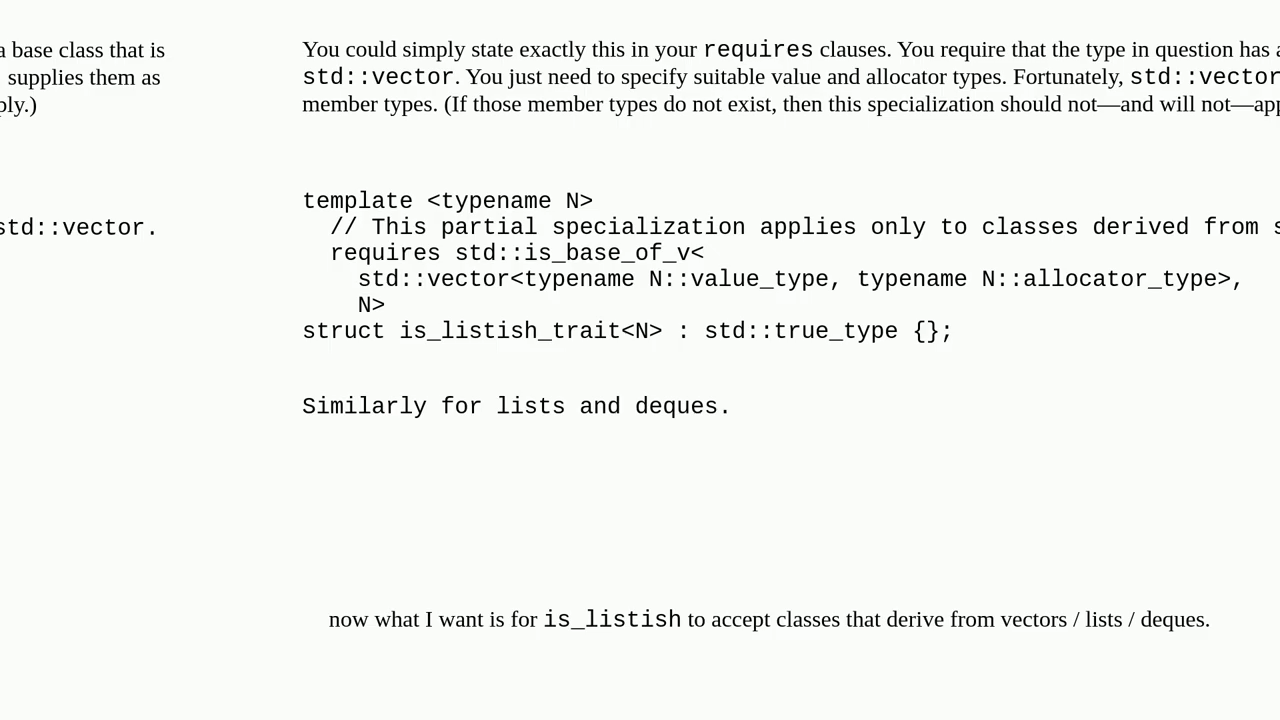 a base class that is
supplies them as
ply.)
std::vector.
You could simply state exactly this in your requires clauses. You require that the type in question has a
std::vector. You just need to specify suitable value and allocator types. Fortunately, std::vector
member types. (If those member types do not exist, then this specialization should not—and will not—app
template <typename N>
  // This partial specialization applies only to classes derived from s
  requires std::is_base_of_v<
    std::vector<typename N::value_type, typename N::allocator_type>,
    N>
struct is_listish_trait<N> : std::true_type {};
Similarly for lists and deques.
now what I want is for is_listish to accept classes that derive from vectors / lists / deques.